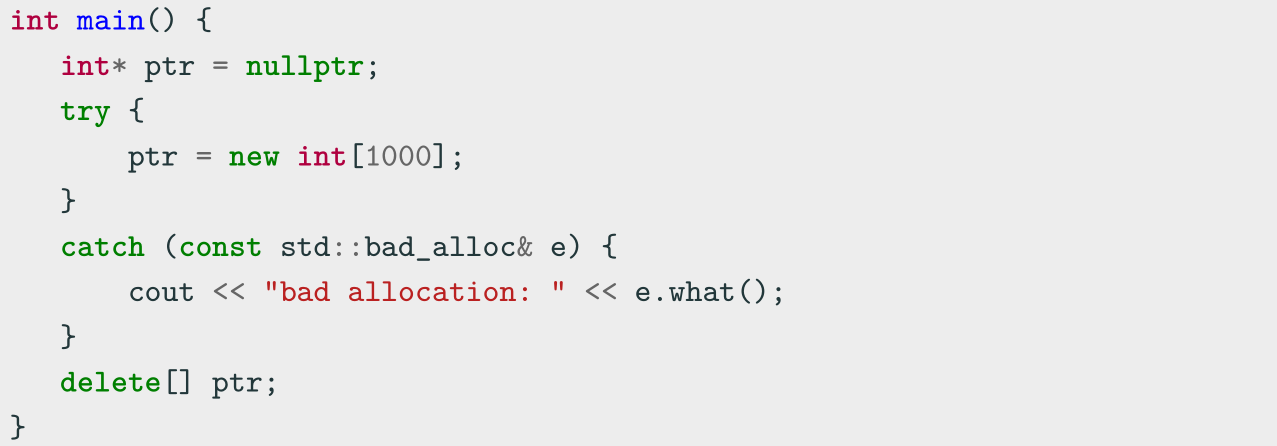 int main() {
   int* ptr = nullptr;
   try {
       ptr = new int[1000];
   }
   catch (const std::bad_alloc& e) {
       cout << "bad allocation: " << e.what();
   }
   delete[] ptr;
}